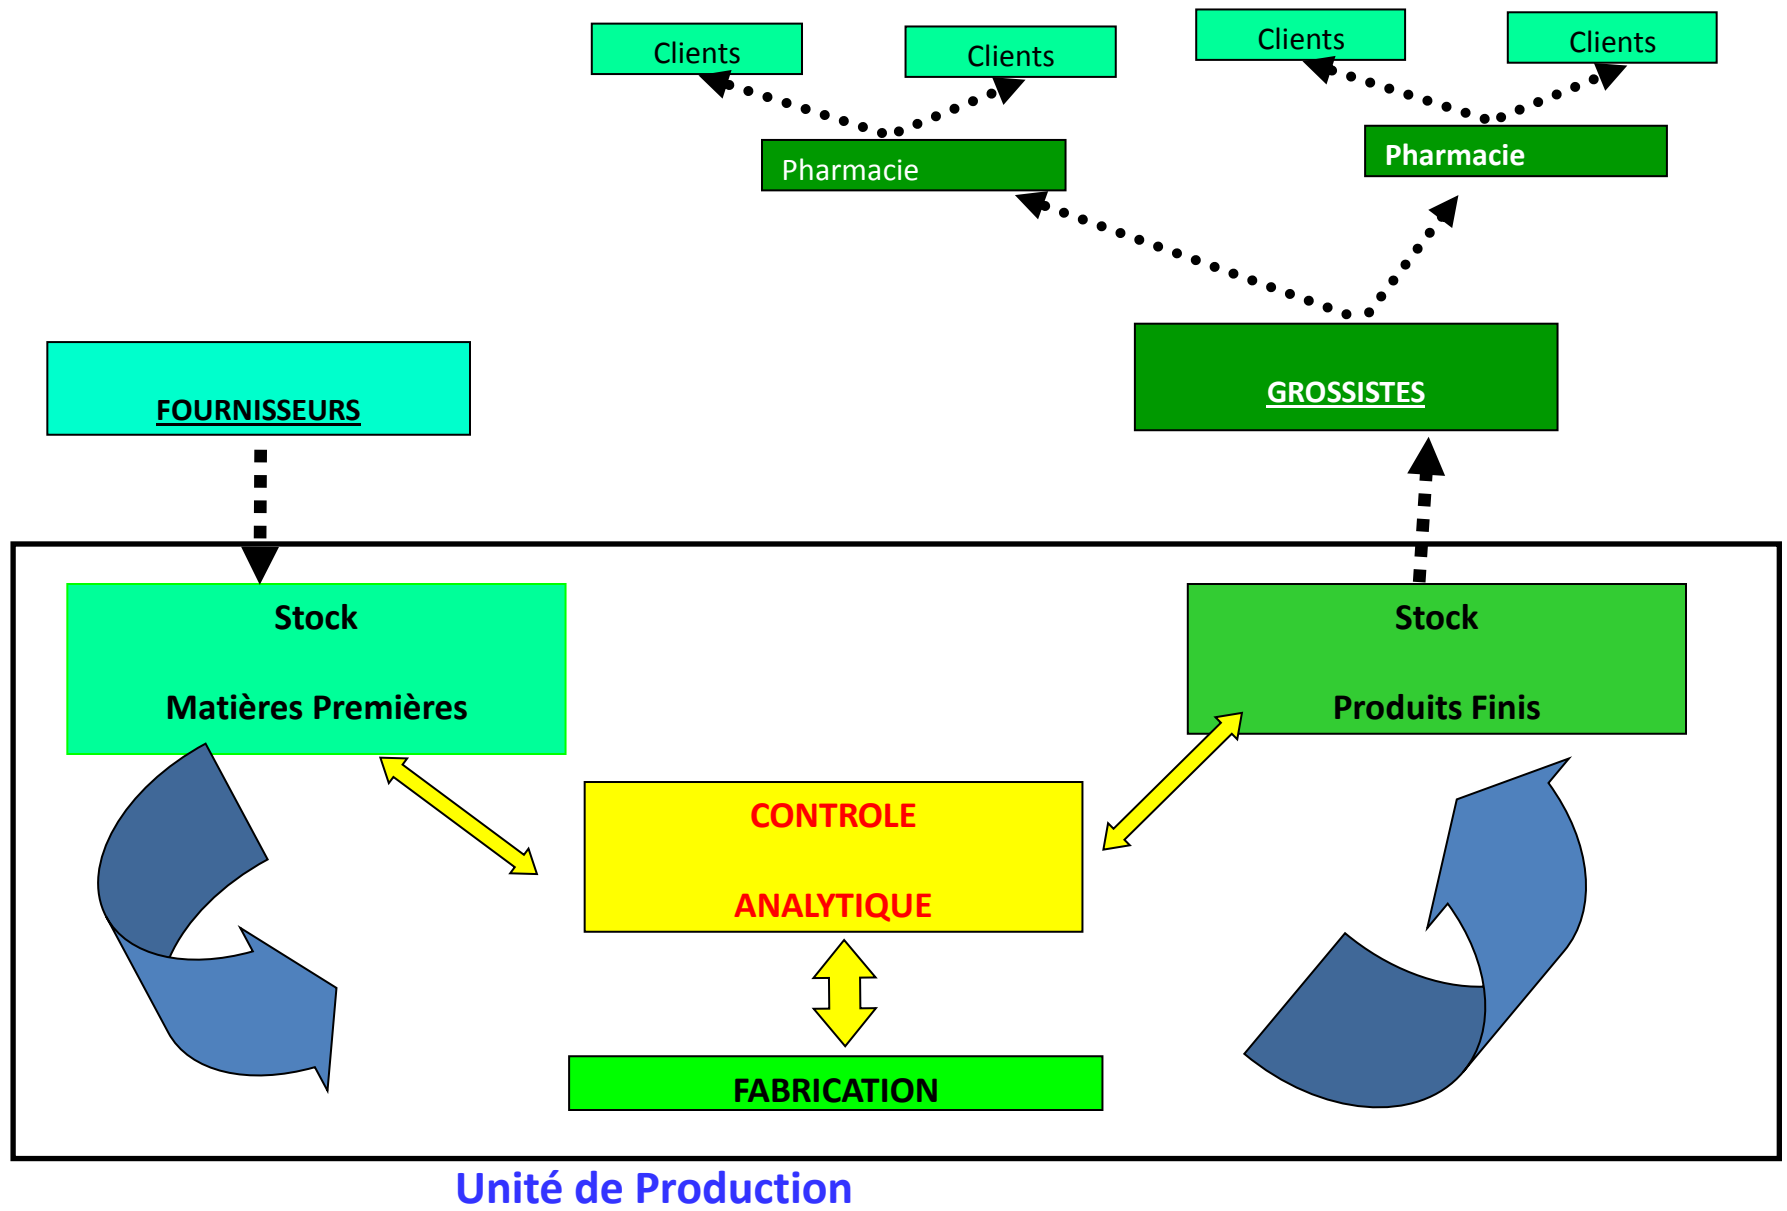 Clients
Clients
Clients
Clients
Pharmacie
Pharmacie
GROSSISTES
FOURNISSEURS
Stock
Matières Premières
Stock
Produits Finis
CONTROLE
ANALYTIQUE
FABRICATION
Unité de Production